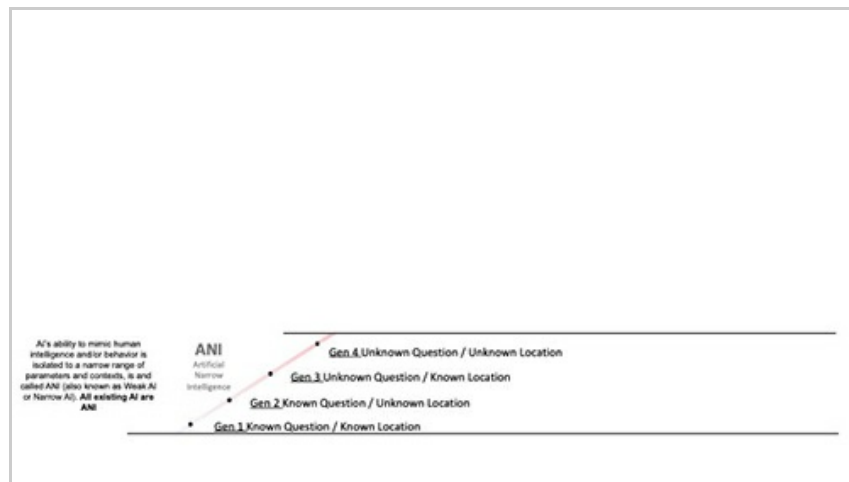 AI's ability to mimic human
intelligence and/or behavior is
isolated to a narrow range of
parameters and contexts, is and
called ANI (also known as Weak AI
or Narrow AI). All existing AI are
ANI
ANI
Artificial
Narrow
Intelligence
Gen 4 Unknown Question / Unknown Location
Gen 3 Unknown Question / Known Location
Gen 2 Known Question / Unknown Location
Gen 1 Known Question / Known Location